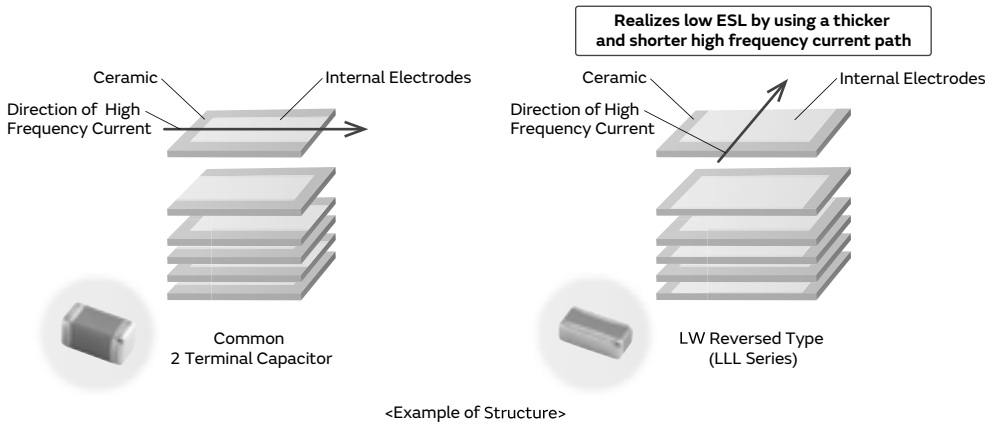 Realizes low ESL by using a thicker
and shorter high frequency current path
Ceramic
Internal Electrodes
Direction of High
Frequency Current
Common
2 Terminal Capacitor
Ceramic
Internal Electrodes
Direction of High
Frequency Current
LW Reversed Type
(LLL Series)
<Example of Structure>